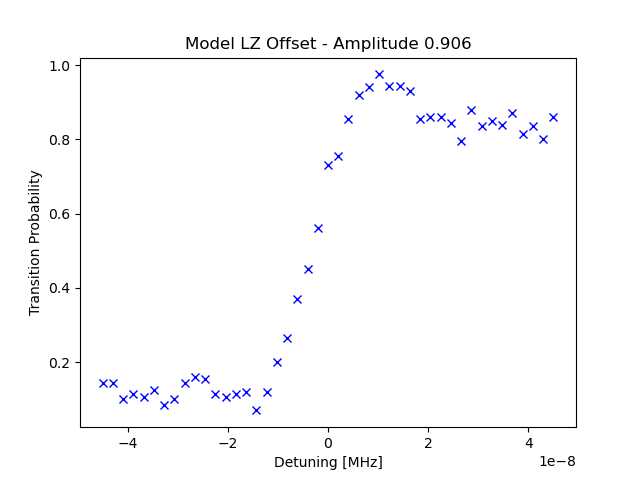 Model LZ Offset - Amplitude 0.906
1.0
0.8
0.6
0.4
0.2
Transition Probability
−4
−2
0
2
4
Detuning [MHz]
1e−8